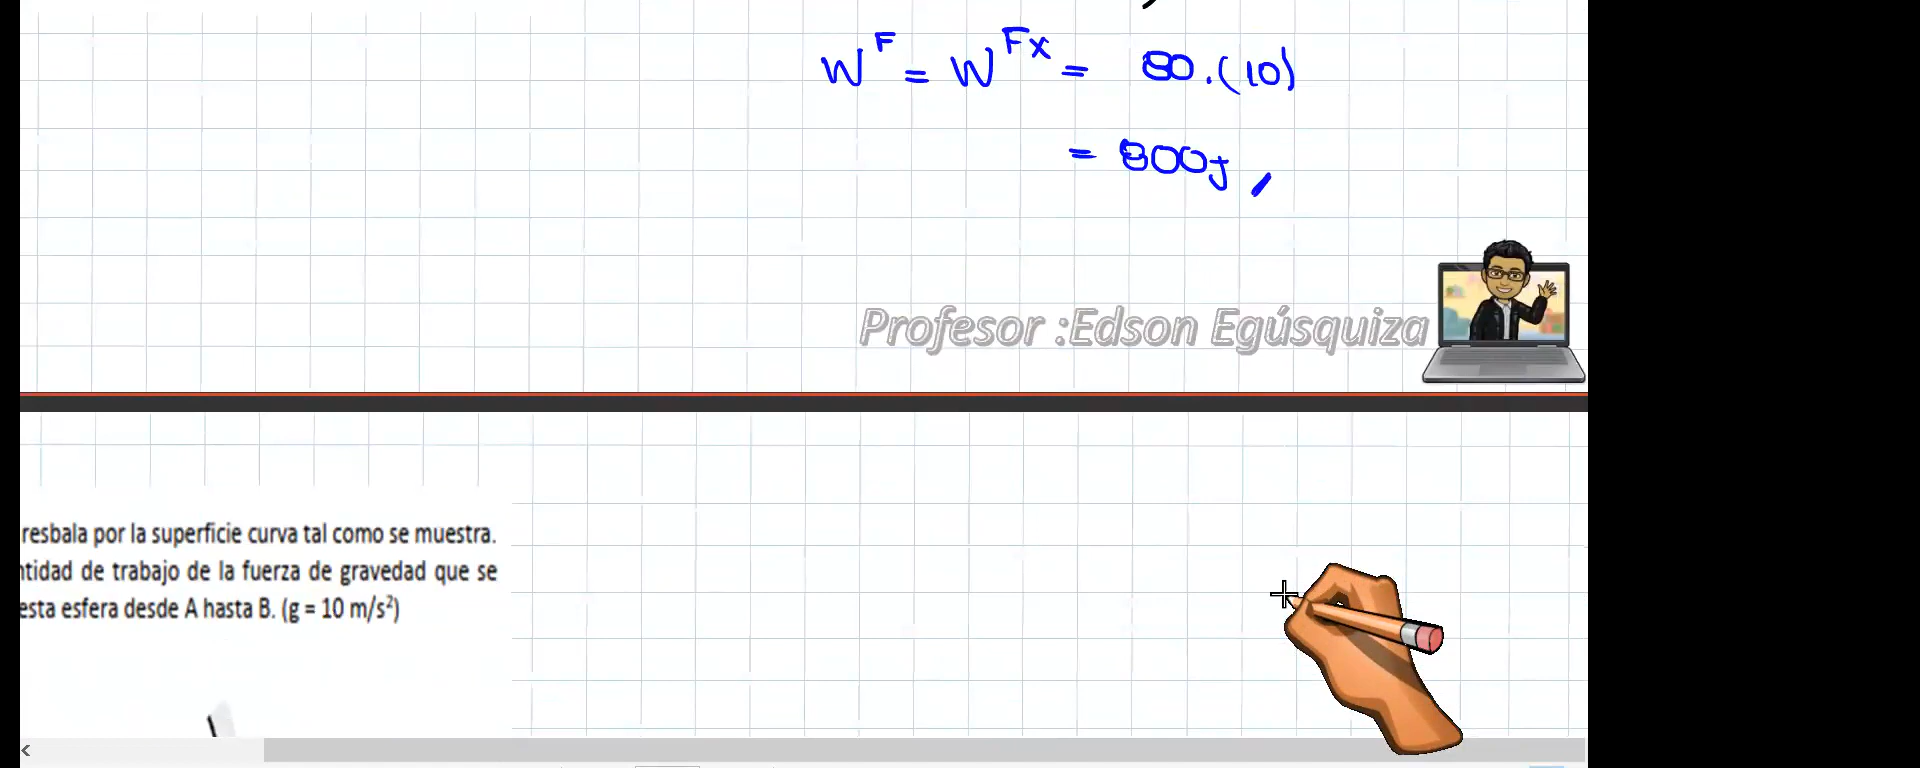 W^F = W^Fx = 80.(10)
= 800j
Profesor :Edson Egúsquiza
resbala por la superficie curva tal como se muestra.
ntidad de trabajo de la fuerza de gravedad que se
esta esfera desde A hasta B. (g = 10 m/s²)